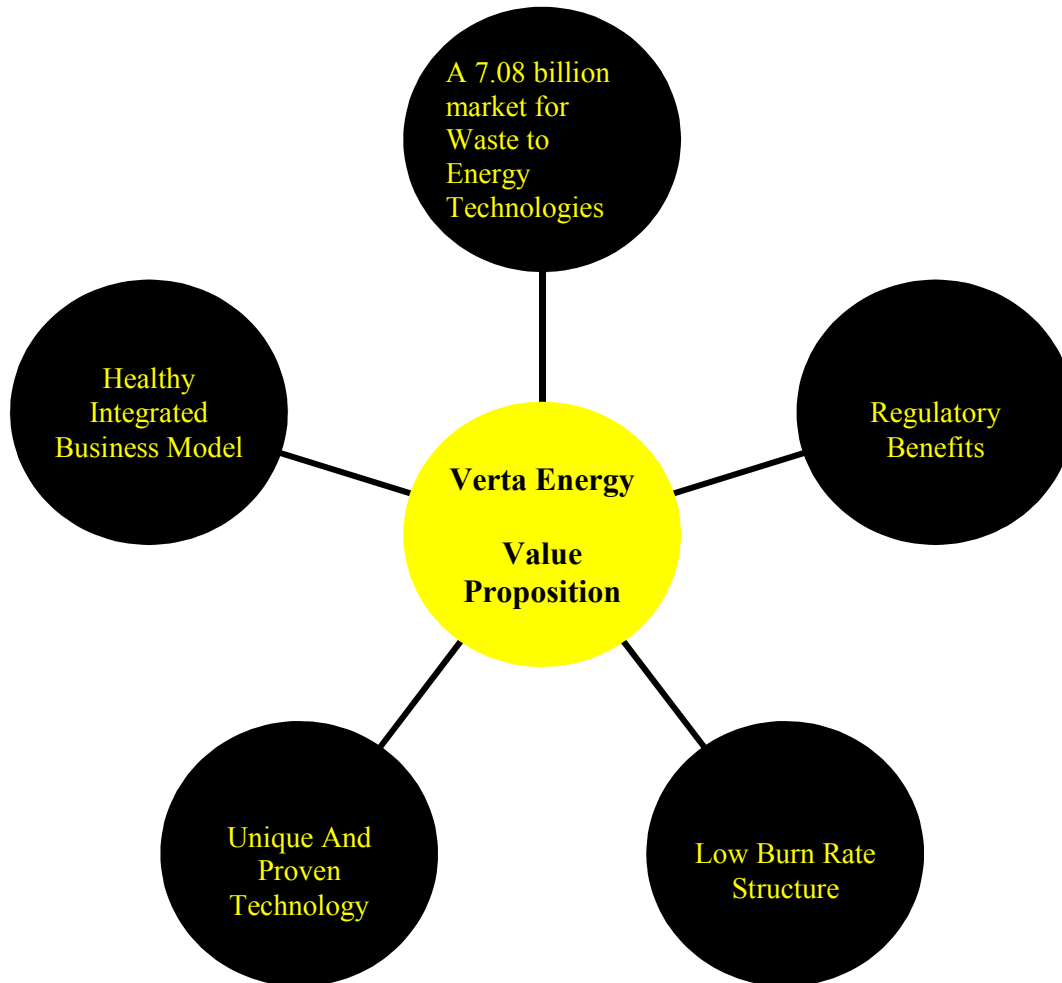 A 7.08 billion
market for
Waste to
Energy
Technologies
Healthy
Integrated
Business Model
Regulatory
Benefits
Verta Energy
Value
Proposition
Unique And
Proven
Technology
Low Burn Rate
Structure